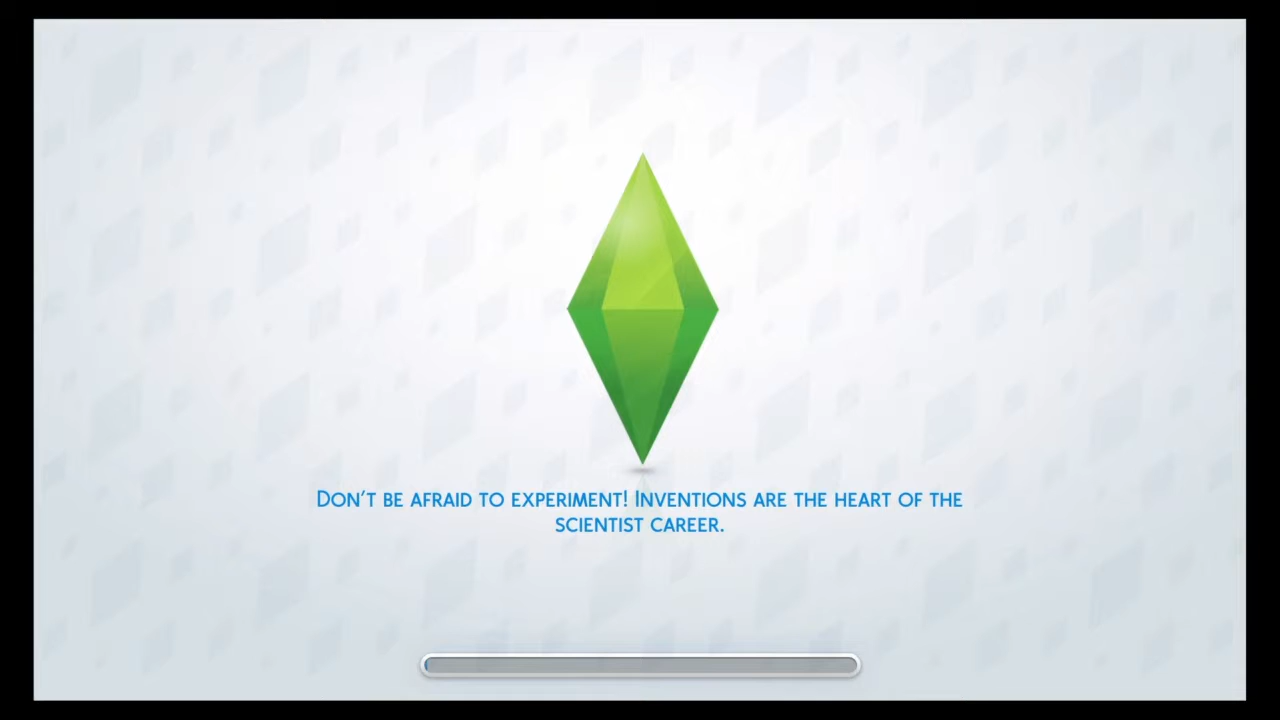 Don't be afraid to experiment! Inventions are the heart of the
scientist career.